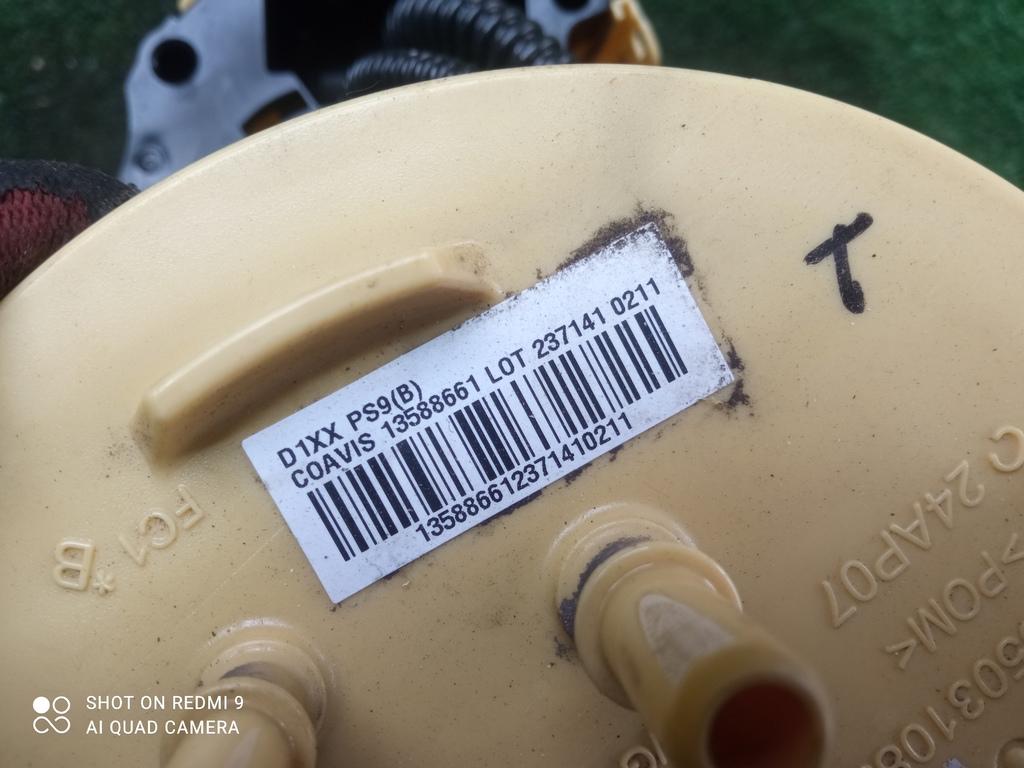 D1XX PS9(B)
COAVIS 13588661 LOT 237141 0211
135886612371410211
T
FC1
*B
C 24AP07
>POM<
SHOT ON REDMI 9
AI QUAD CAMERA